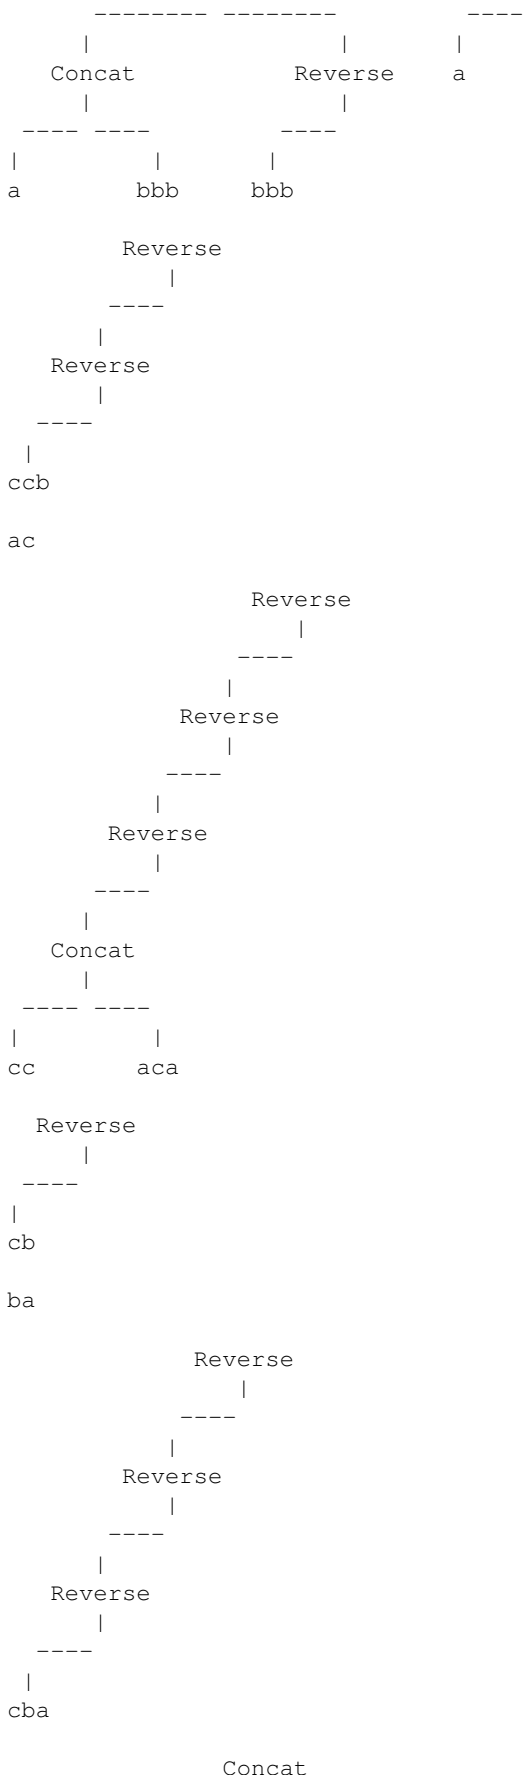 -------- --------         ----
     |                 |       |
   Concat           Reverse    a
     |                 |
 ---- ----         ----
|         |       |
a        bbb     bbb

        Reverse
           |
       ----
      |
   Reverse
      |
  ----
 |
ccb

ac

                 Reverse
                    |
                ----
               |
            Reverse
               |
           ----
          |
       Reverse
          |
      ----
     |
   Concat
     |
 ---- ----
|         |
cc       aca

  Reverse
     |
 ----
|
cb

ba

             Reverse
                |
            ----
           |
        Reverse
           |
       ----
      |
   Reverse
      |
  ----
 |
cba

               Concat